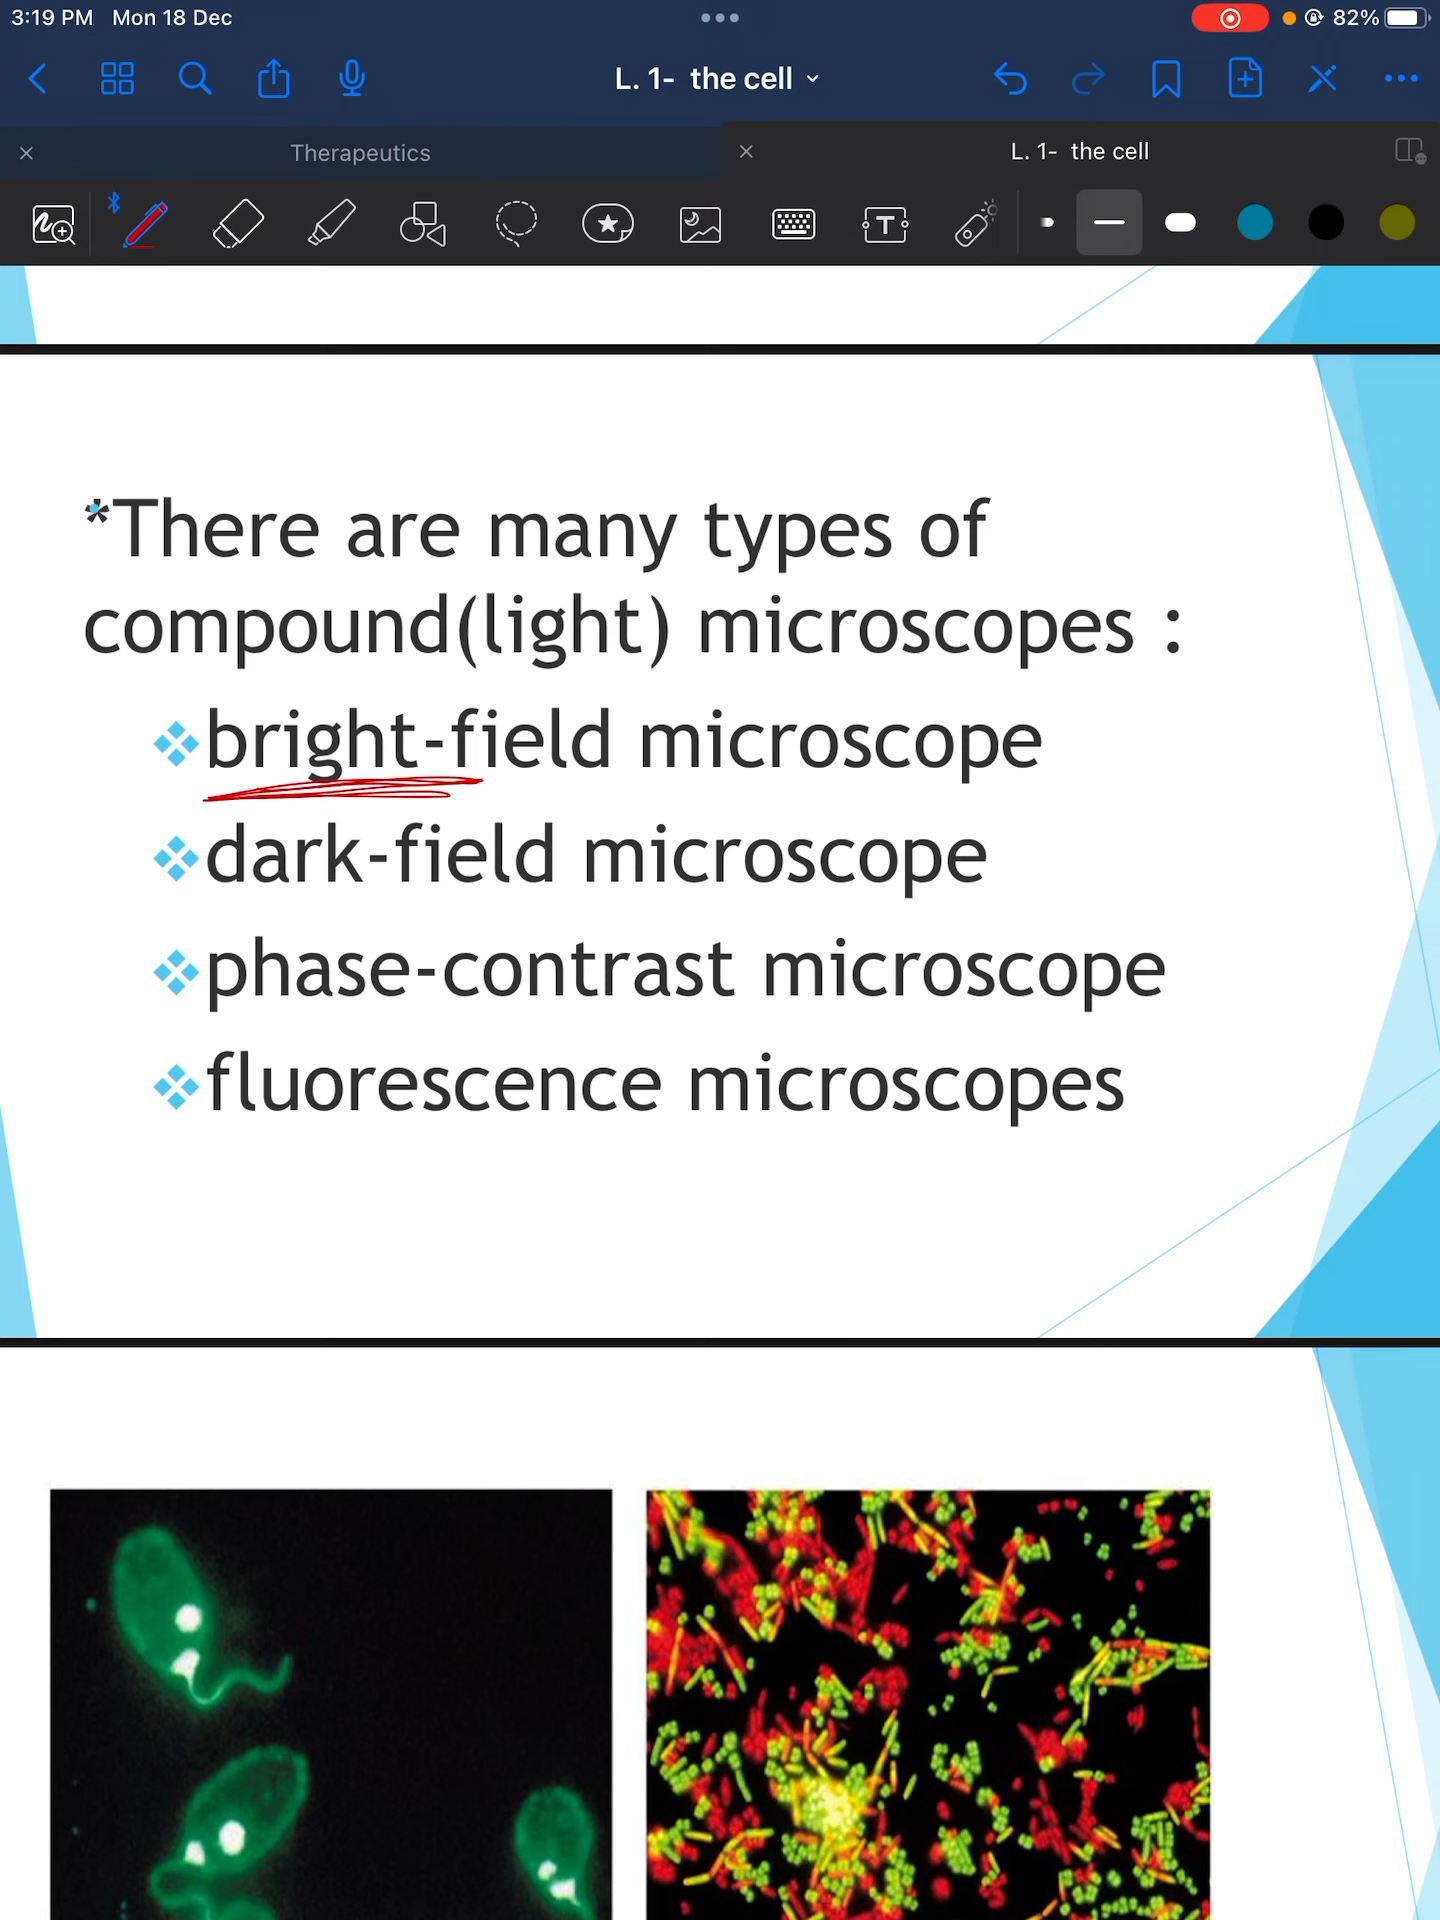 3:19 PM Mon 18 Dec
82%
L. 1- the cell
Therapeutics
L. 1- the cell
T
*There are many types of
compound(light) microscopes :
bright-field microscope
dark-field microscope
phase-contrast microscope
fluorescence microscopes